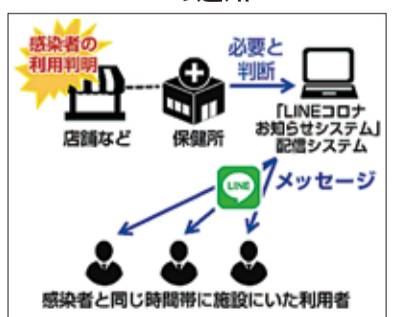 感染者の
利用判明
必要と
判断
店舗など
保健所
「LINEコロナ
お知らせシステム」
配信システム
LINE
メッセージ
感染者と同じ時間帯に施設にいた利用者